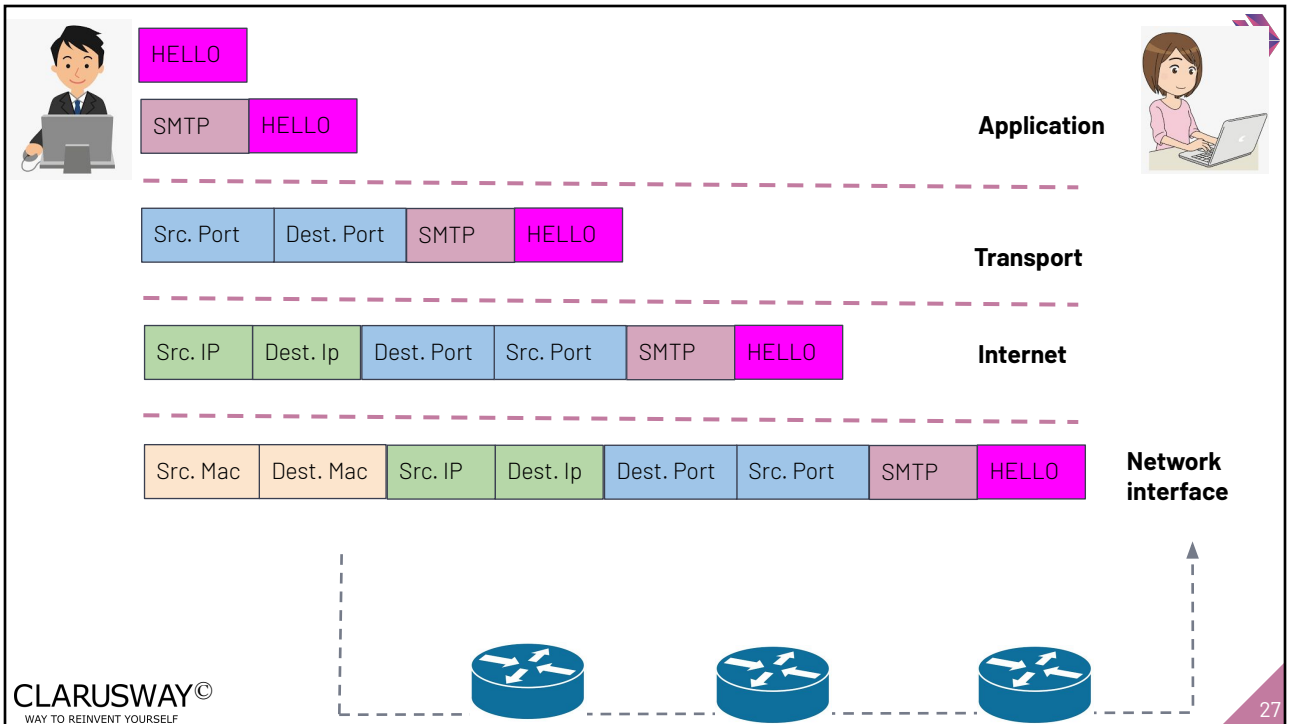 HELLO
SMTP HELLO
Application
Src. Port Dest. Port SMTP HELLO
Transport
Src. IP Dest. Ip Dest. Port Src. Port SMTP HELLO
Internet
Src. Mac Dest. Mac Src. IP Dest. Ip Dest. Port Src. Port SMTP HELLO
Network
interface
CLARUSWAY©
WAY TO REINVENT YOURSELF
27